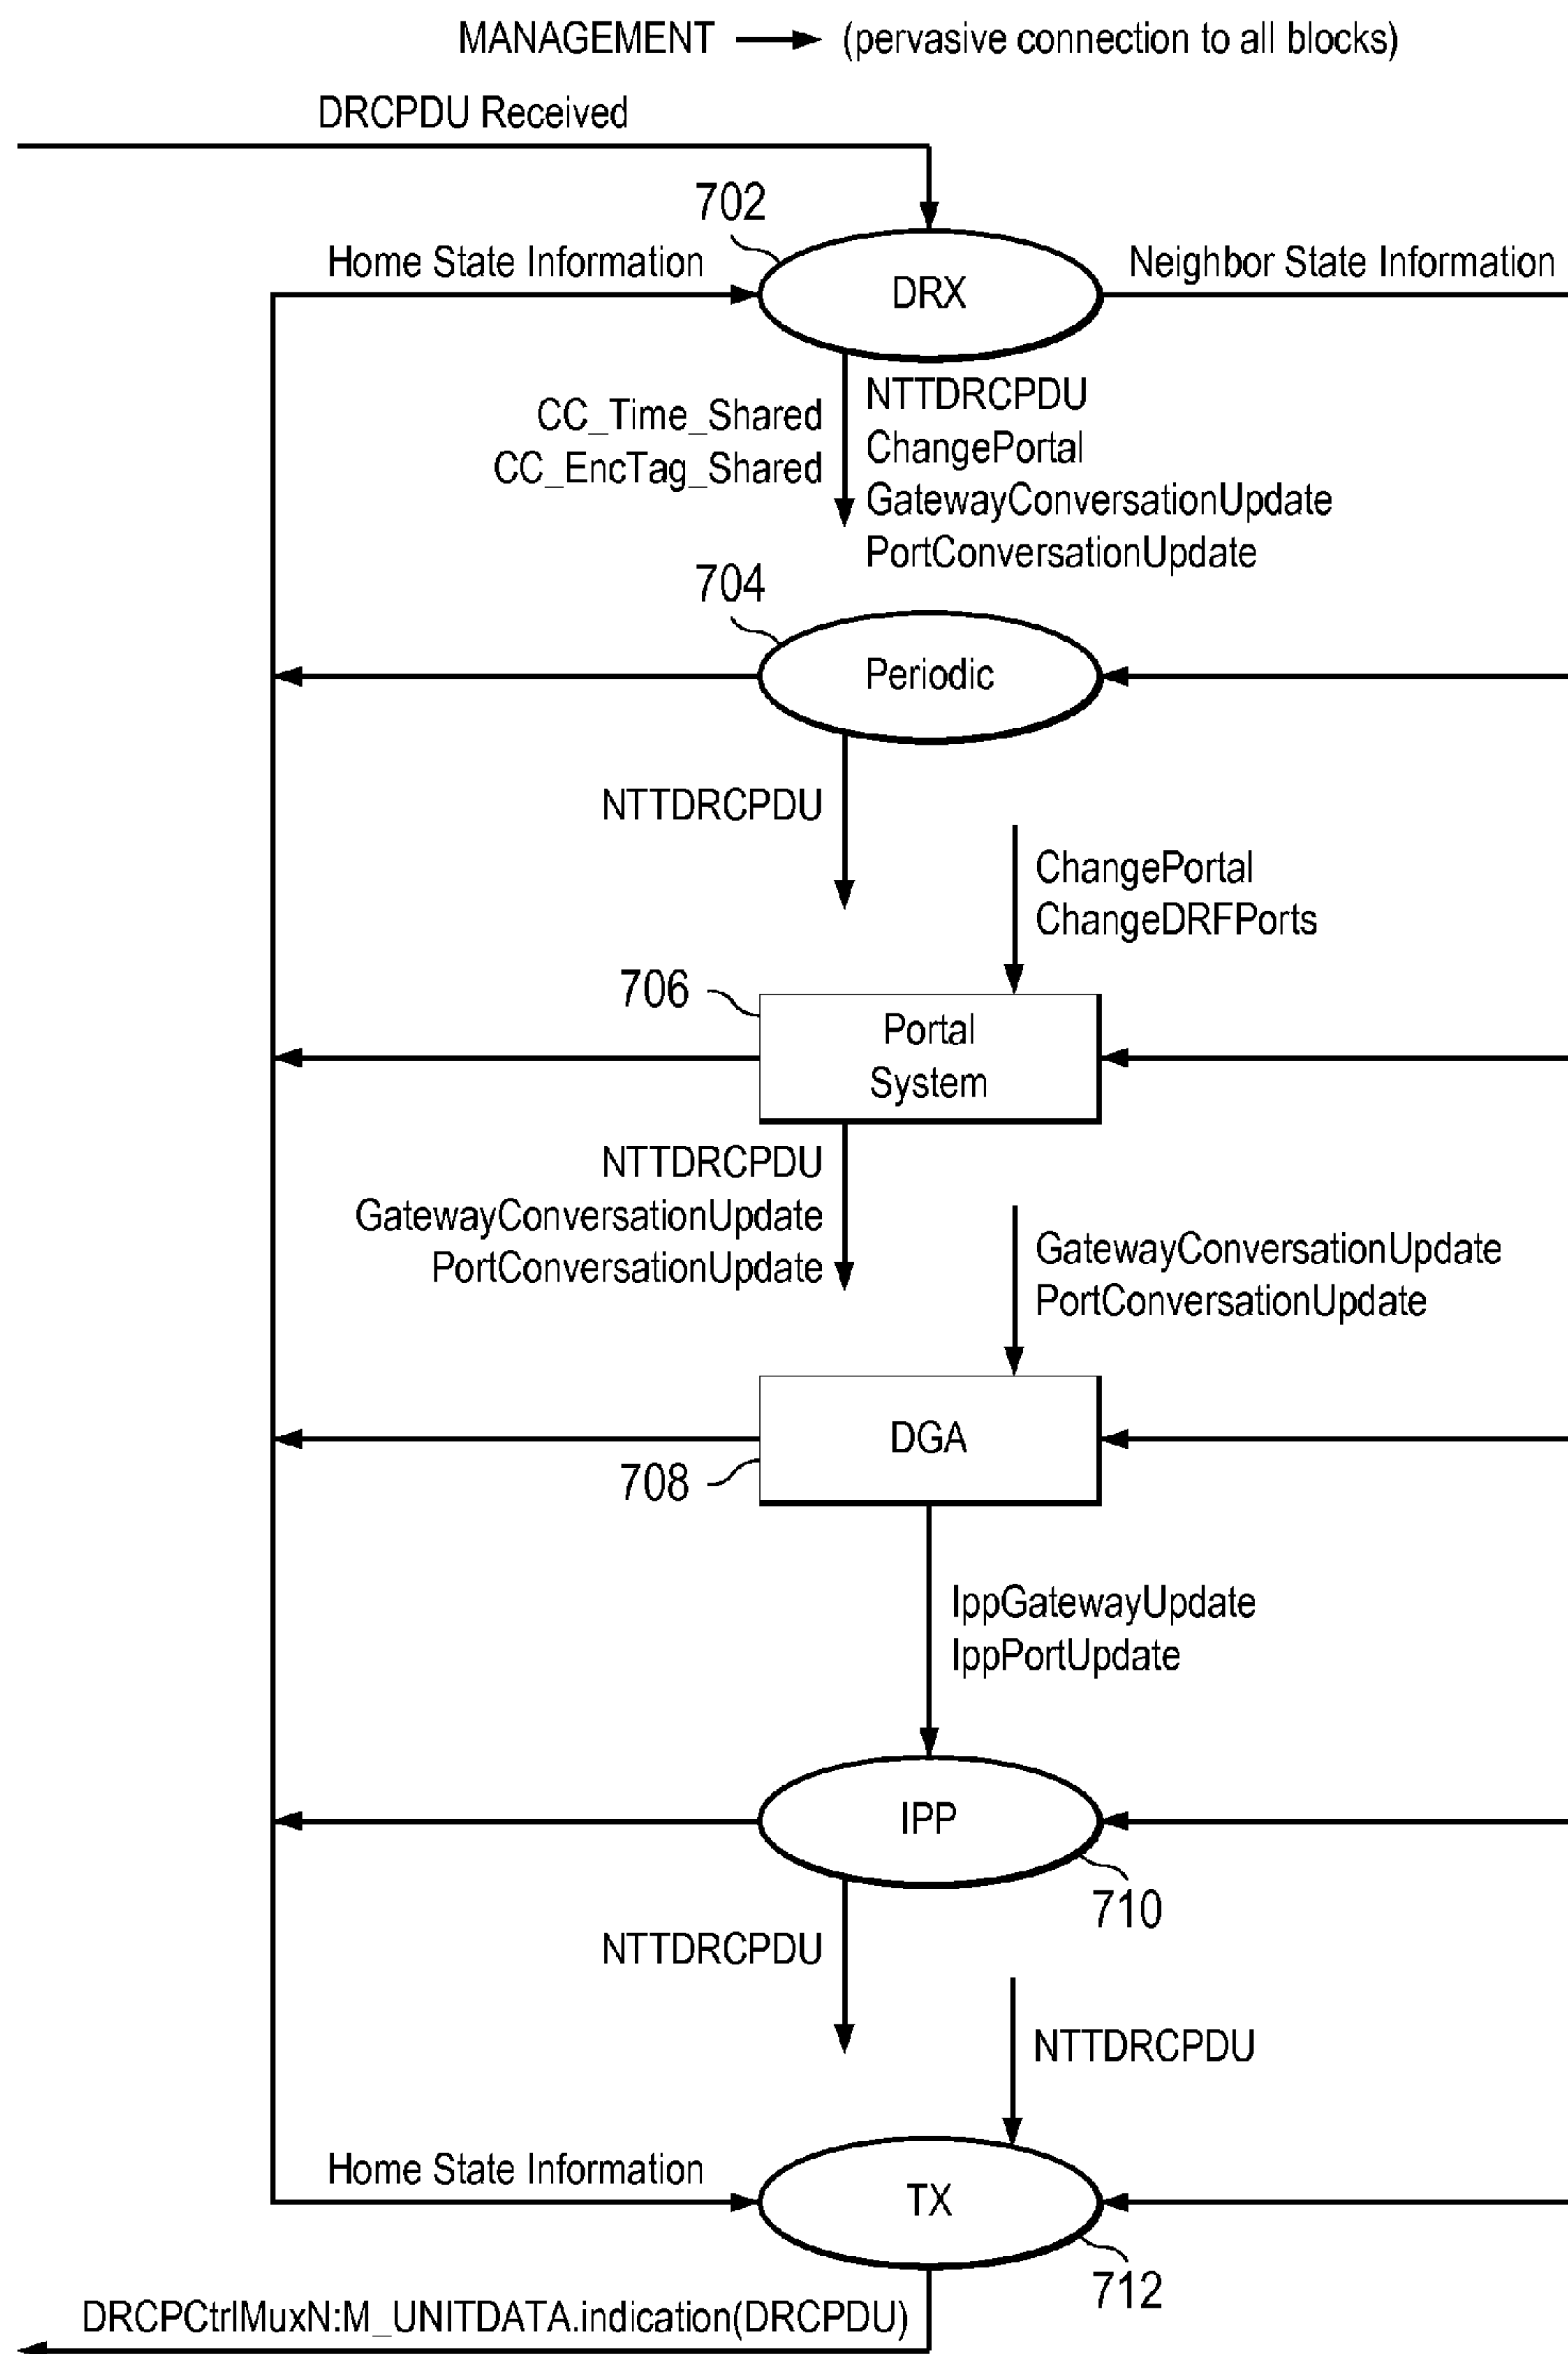 MANAGEMENT (pervasive connection to all blocks)
DRCPDU Received
702
Home State Information
DRX
Neighbor State Information
CC_Time_Shared
CC_EncTag_Shared
NTTDRCPDU
ChangePortal
GatewayConversationUpdate
PortConversationUpdate
704
Periodic
NTTDRCPDU
ChangePortal
ChangeDRFPorts
706
Portal
System
NTTDRCPDU
GatewayConversationUpdate
PortConversationUpdate
GatewayConversationUpdate
PortConversationUpdate
DGA
708
IppGatewayUpdate
IppPortUpdate
IPP
710
NTTDRCPDU
NTTDRCPDU
Home State Information
TX
712
DRCPCtrlMuxN:M_UNITDATA.indication(DRCPDU)